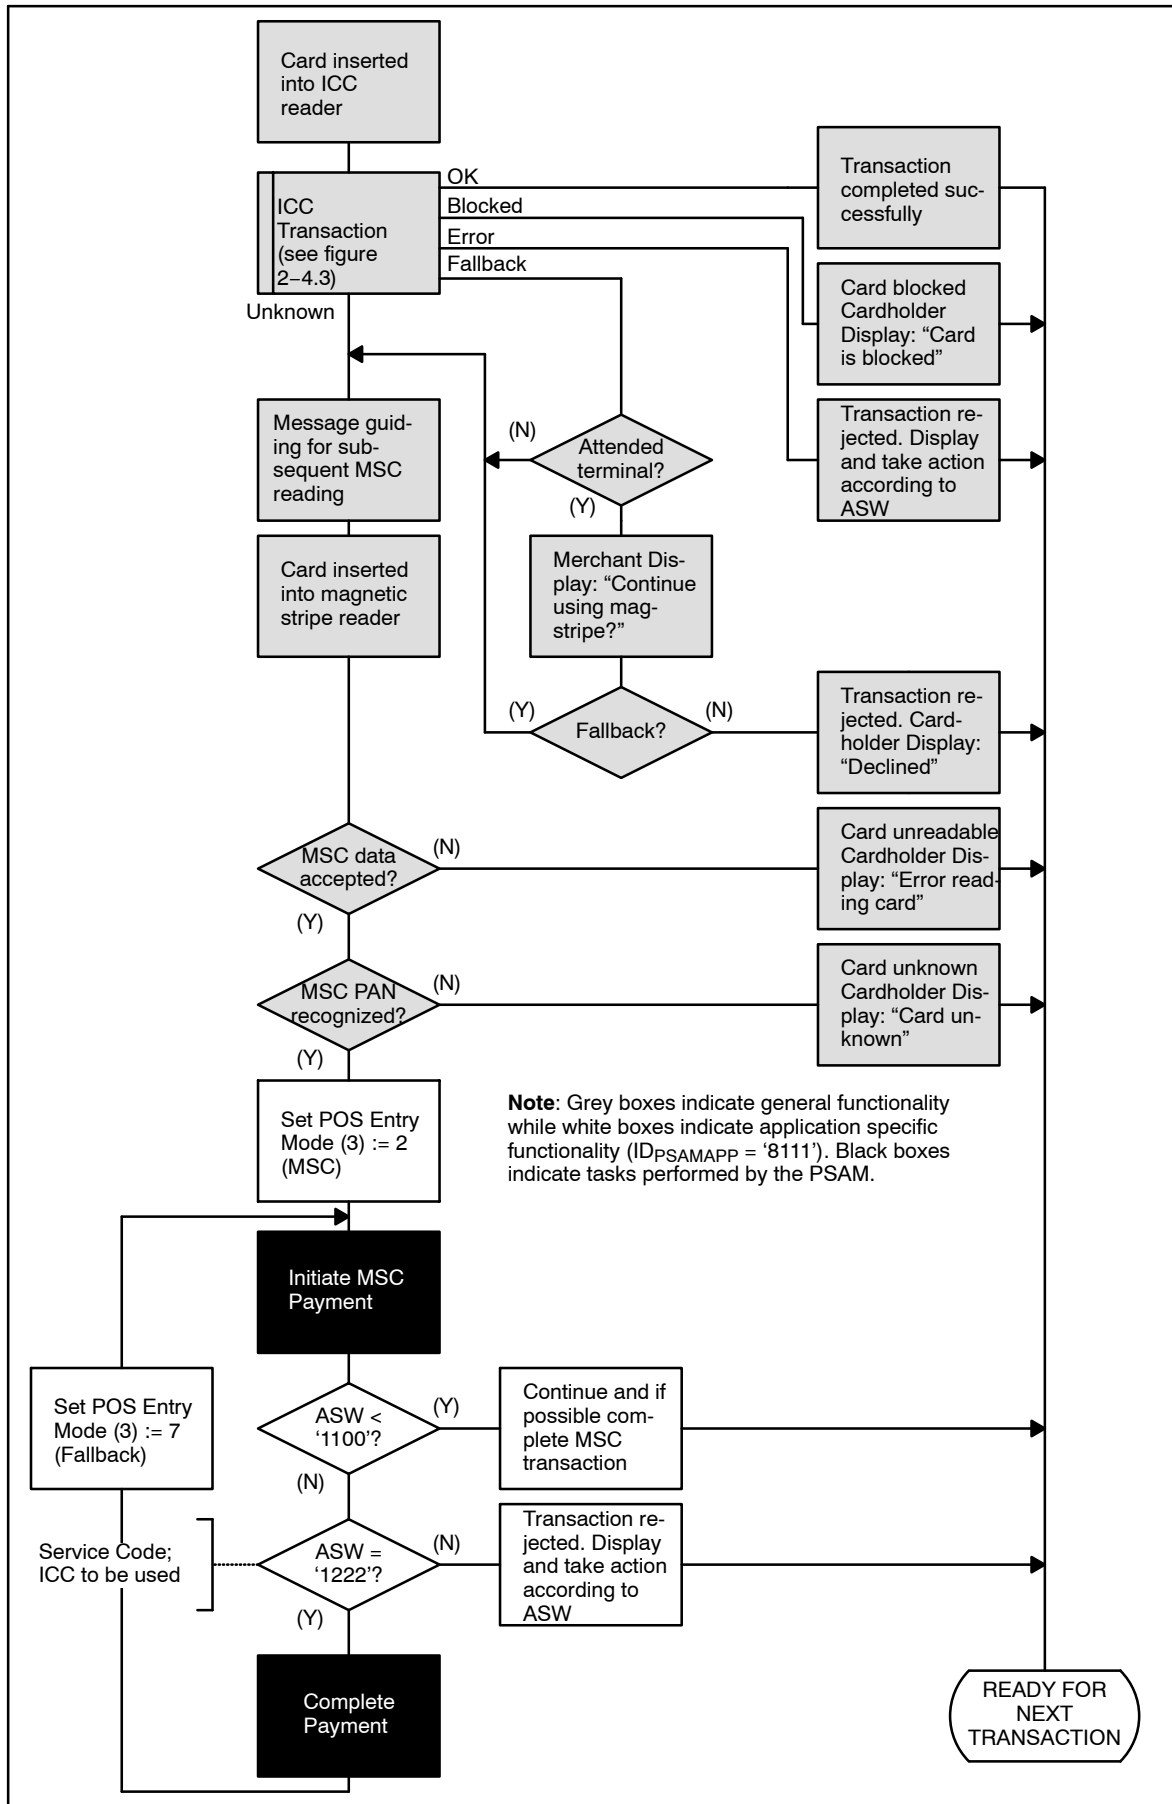 Card inserted
into ICC
reader
ICC
Transaction
(see figure
2–4.3)
OK
Blocked
Error
Fallback
Unknown
Transaction
completed suc-
cessfully
Card blocked
Cardholder
Display: “Card
is blocked”
Transaction re-
jected. Display
and take action
according to
ASW
Message guid-
ing for sub-
sequent MSC
reading
(N)
Attended
terminal?
(Y)
Card inserted
into magnetic
stripe reader
Merchant Dis-
play: “Continue
using mag-
stripe?”
(Y)
Fallback?
(N)
Transaction re-
jected. Card-
holder Display:
“Declined”
MSC data
accepted?
(N)
(Y)
Card unreadable
Cardholder Dis-
play: “Error read-
ing card”
MSC PAN
recognized?
(N)
(Y)
Card unknown
Cardholder Dis-
play: “Card un-
known”
Set POS Entry
Mode (3) := 2
(MSC)
Note: Grey boxes indicate general functionality
while white boxes indicate application specific
functionality (IDPSAMAPP = ‘8111’). Black boxes
indicate tasks performed by the PSAM.
Initiate MSC
Payment
Set POS Entry
Mode (3) := 7
(Fallback)
ASW <
‘1100’?
(Y)
(N)
Continue and if
possible com-
plete MSC
transaction
Service Code;
ICC to be used
ASW =
‘1222’?
(N)
(Y)
Transaction re-
jected. Display
and take action
according to
ASW
Complete
Payment
READY FOR
NEXT
TRANSACTION